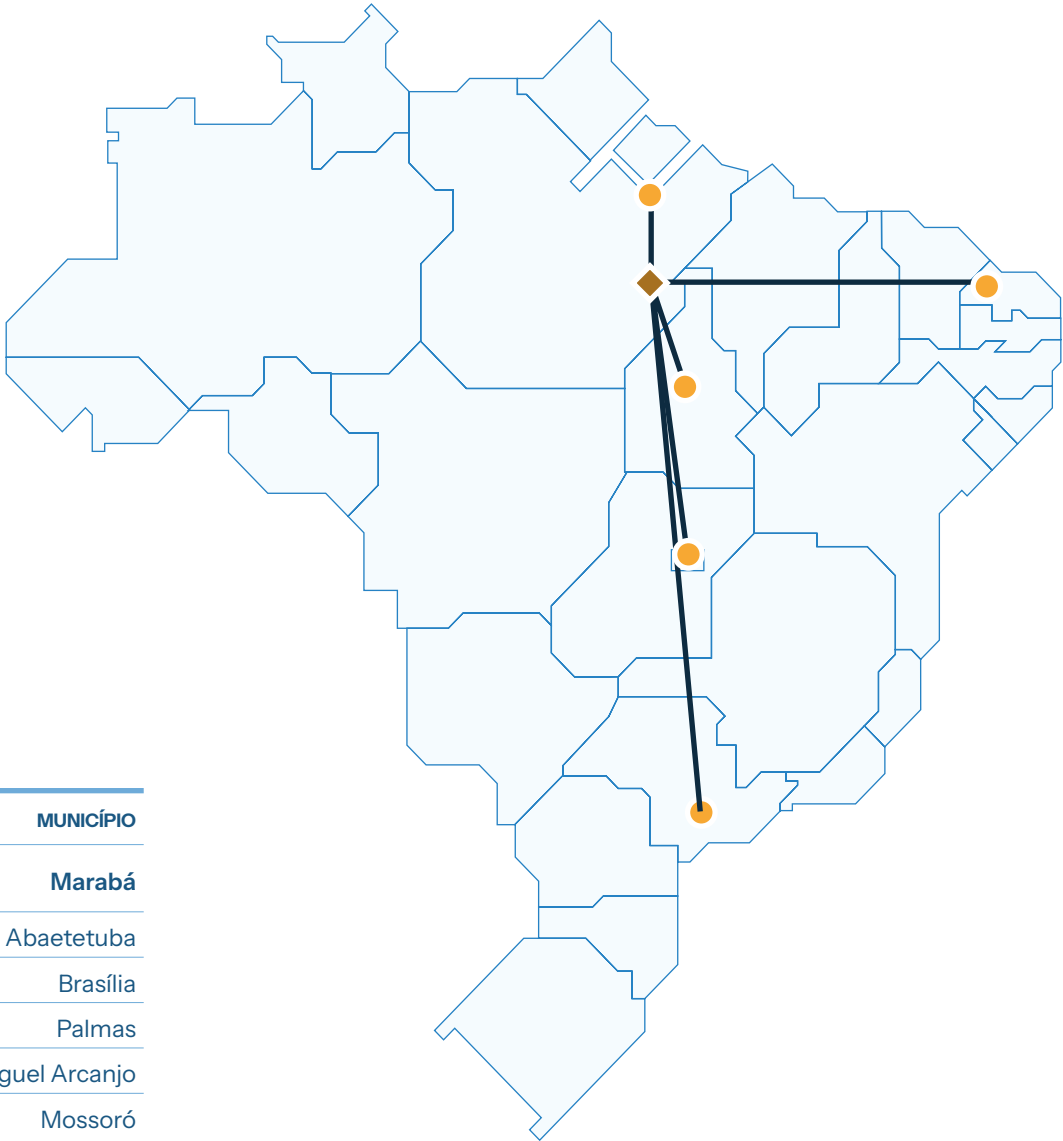 MUNICÍPIO
Marabá
Abaetetuba
Brasília
Palmas
guel Arcanjo
Mossoró